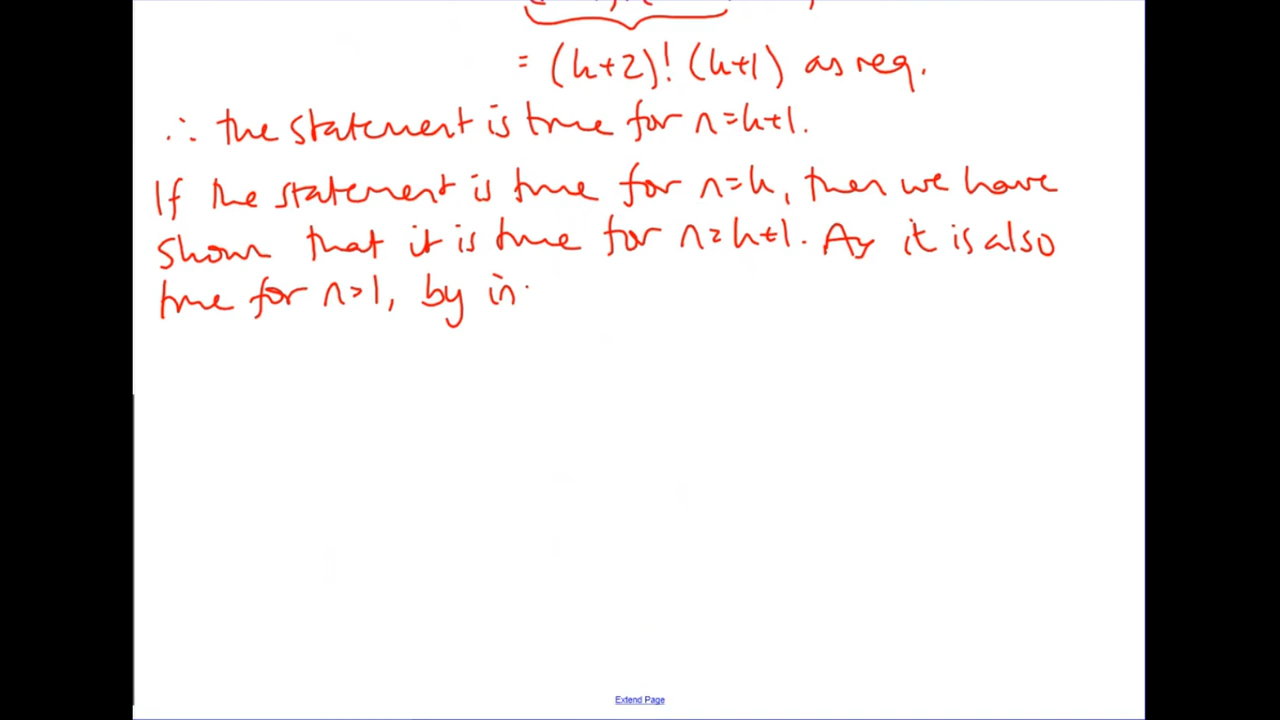 = (k+2)! (k+1) as req.
∴ the statement is true for n=k+1.
If the statement is true for n=k, then we have
shown that it is true for n=k+1. As it is also
true for n=1, by in
Extend Page